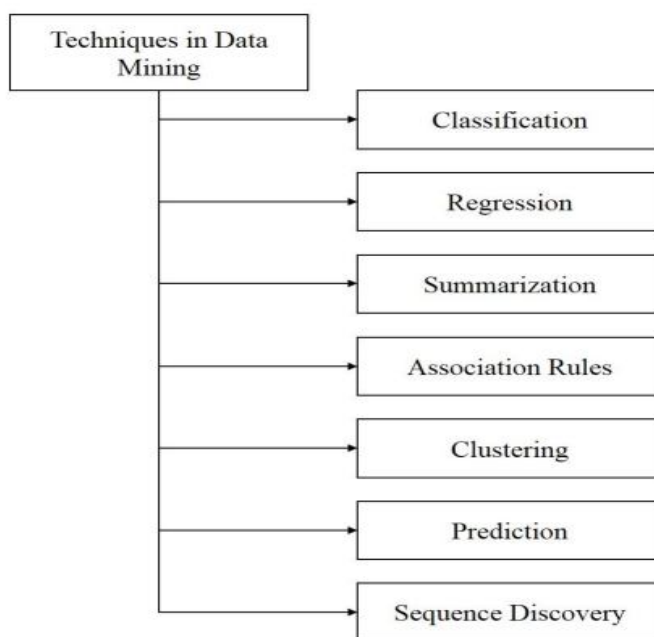 Techniques in Data
Mining
Classification
Regression
Summarization
Association Rules
Clustering
Prediction
Sequence Discovery